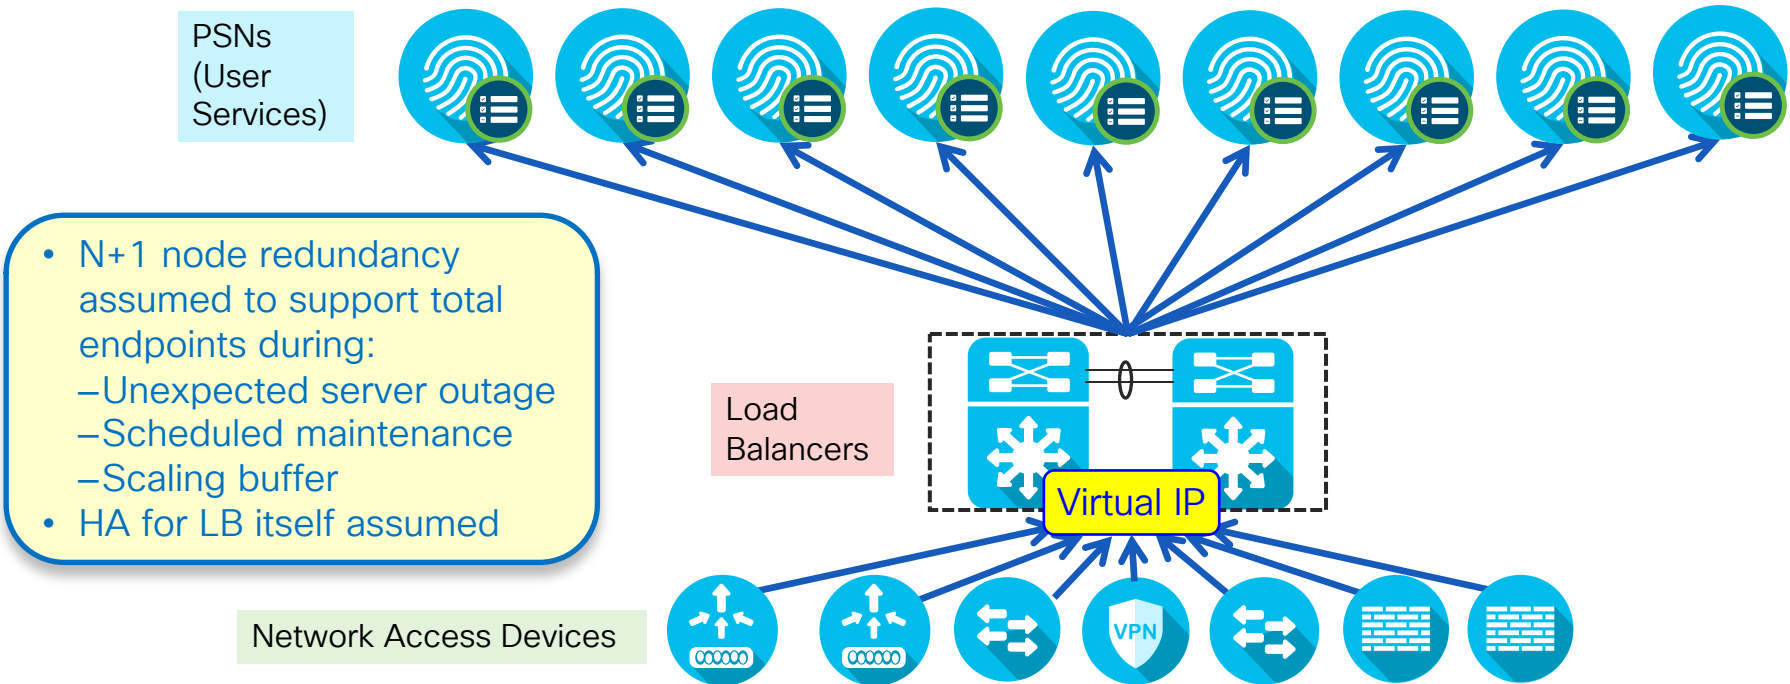 PSNs
(User
Services)
• N+1 node redundancy
assumed to support total
endpoints during:
–Unexpected server outage
–Scheduled maintenance
–Scaling buffer
• HA for LB itself assumed
Load
Balancers
Virtual IP
Network Access Devices
VPN